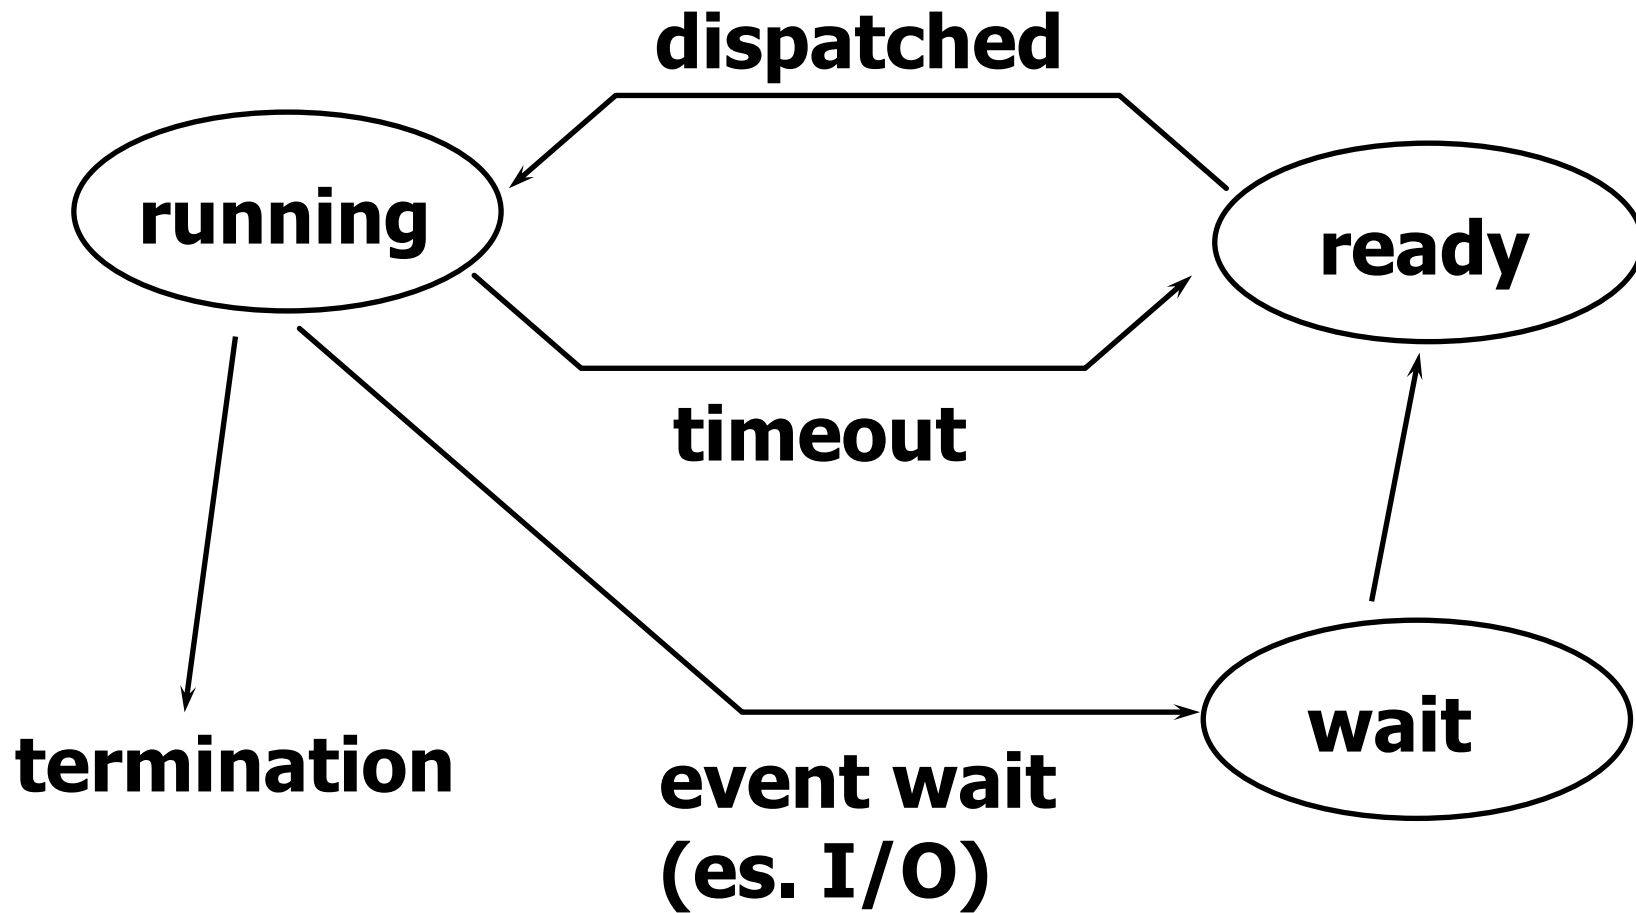 dispatched
running
ready
timeout
wait
termination
event wait
(es. I/O)